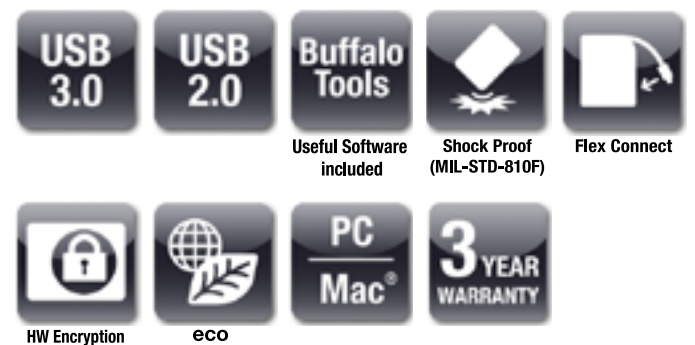 USB
3.0
USB
2.0
Buffalo
Tools
Useful Software
included
Shock Proof
(MIL-STD-810F)
Flex Connect
HW Encryption
eco
PC
Mac®
3 YEAR
WARRANTY